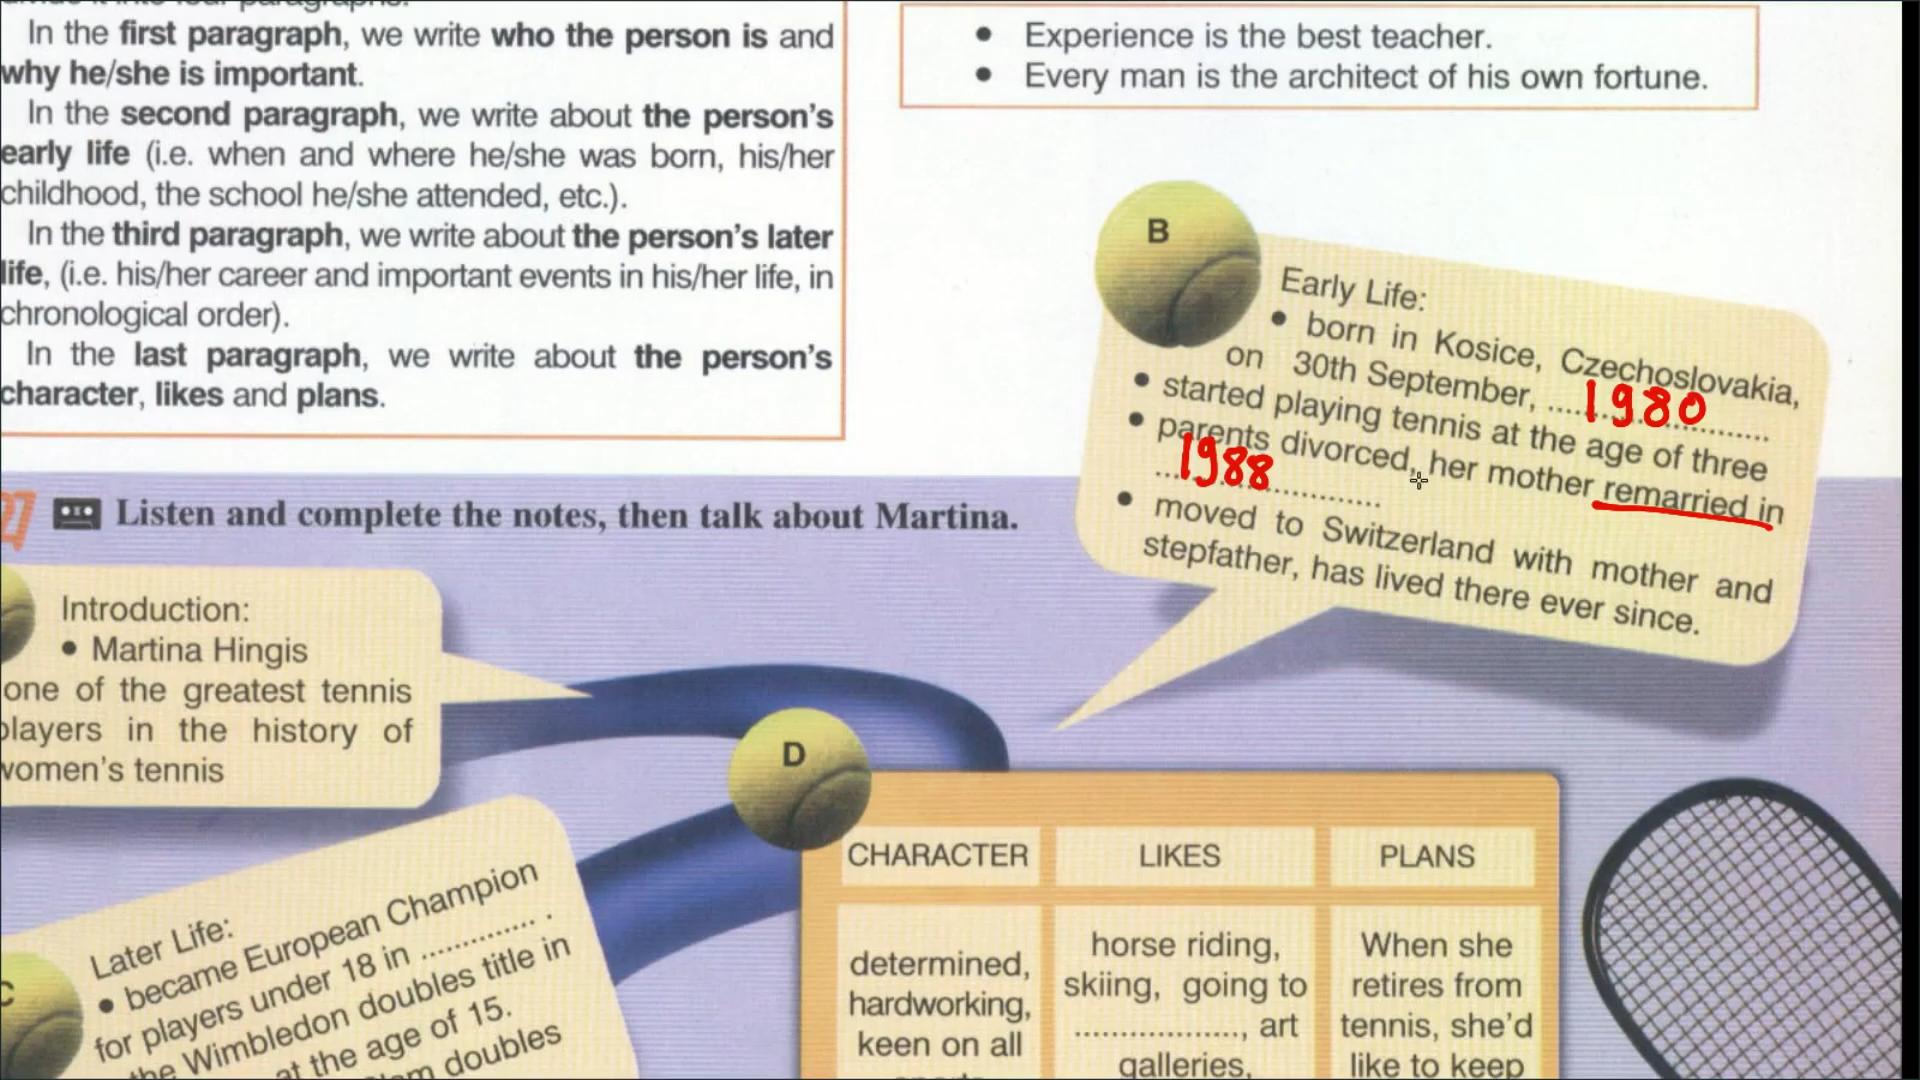 In the first paragraph, we write who the person is and
why he/she is important.
In the second paragraph, we write about the person's
early life (i.e. when and where he/she was born, his/her
childhood, the school he/she attended, etc.).
In the third paragraph, we write about the person's later
life, (i.e. his/her career and important events in his/her life, in
chronological order).
In the last paragraph, we write about the person's
character, likes and plans.
• Experience is the best teacher.
• Every man is the architect of his own fortune.
B
Early Life:
• born in Kosice, Czechoslovakia,
on 30th September, .... 1980 ........
• started playing tennis at the age of three
• parents divorced, her mother remarried in
... 1988 ............
• moved to Switzerland with mother and
stepfather, has lived there ever since.
Listen and complete the notes, then talk about Martina.
Introduction:
• Martina Hingis
one of the greatest tennis
players in the history of
women's tennis
C
Later Life:
• became European Champion
for players under 18 in .............. .
the Wimbledon doubles title in
at the age of 15.
doubles
D
CHARACTER LIKES PLANS
determined,
hardworking,
keen on all
horse riding,
skiing, going to
...................., art
galleries,
When she
retires from
tennis, she'd
like to keep